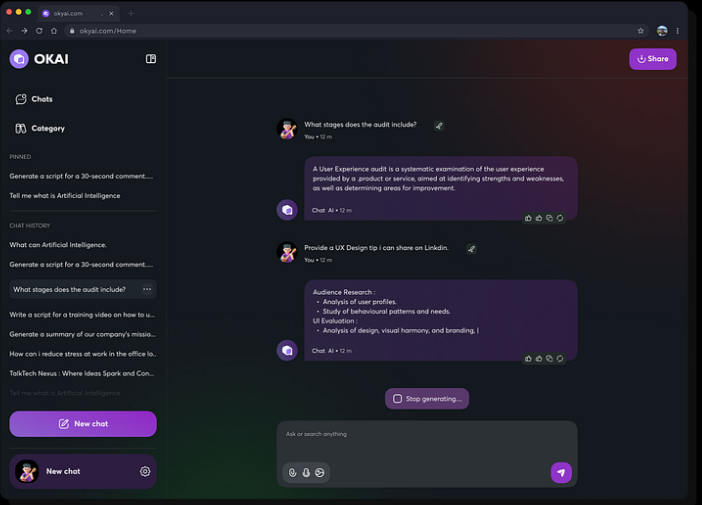 okyai.com
okyai.com/Home
OKAI
Share
Chats
Category
PINNED
Generate a script for a 30-second comment.....
Tell me what is Artificial Intelligence
CHAT HISTORY
What can Artificial Intelligence.
Generate a script for a 30-second comment....
What stages does the audit include?
Write a script for a training video on how to u...
Generate a summary of our company's missio...
How can i reduce stress at work in the office lo..
TalkTech Nexus : Where Ideas Spark and Con...
Tell me what is Artificial Intelligence
New chat
New chat
What stages does the audit include?
You • 12 m
A User Experience audit is a systematic examination of the user experience
provided by a .product or service, aimed at identifying strengths and weaknesses,
as well as determining areas for improvement.
Chat AI • 12 m
Provide a UX Design tip i can share on Linkdin.
You • 12 m
Audience Research :
• Analysis of user profiles.
• Study of behavioural patterns and needs.
UI Evaluation :
• Analysis of design, visual harmony, and branding, |
Chat AI • 12 m
Stop generating...
Ask or search anything